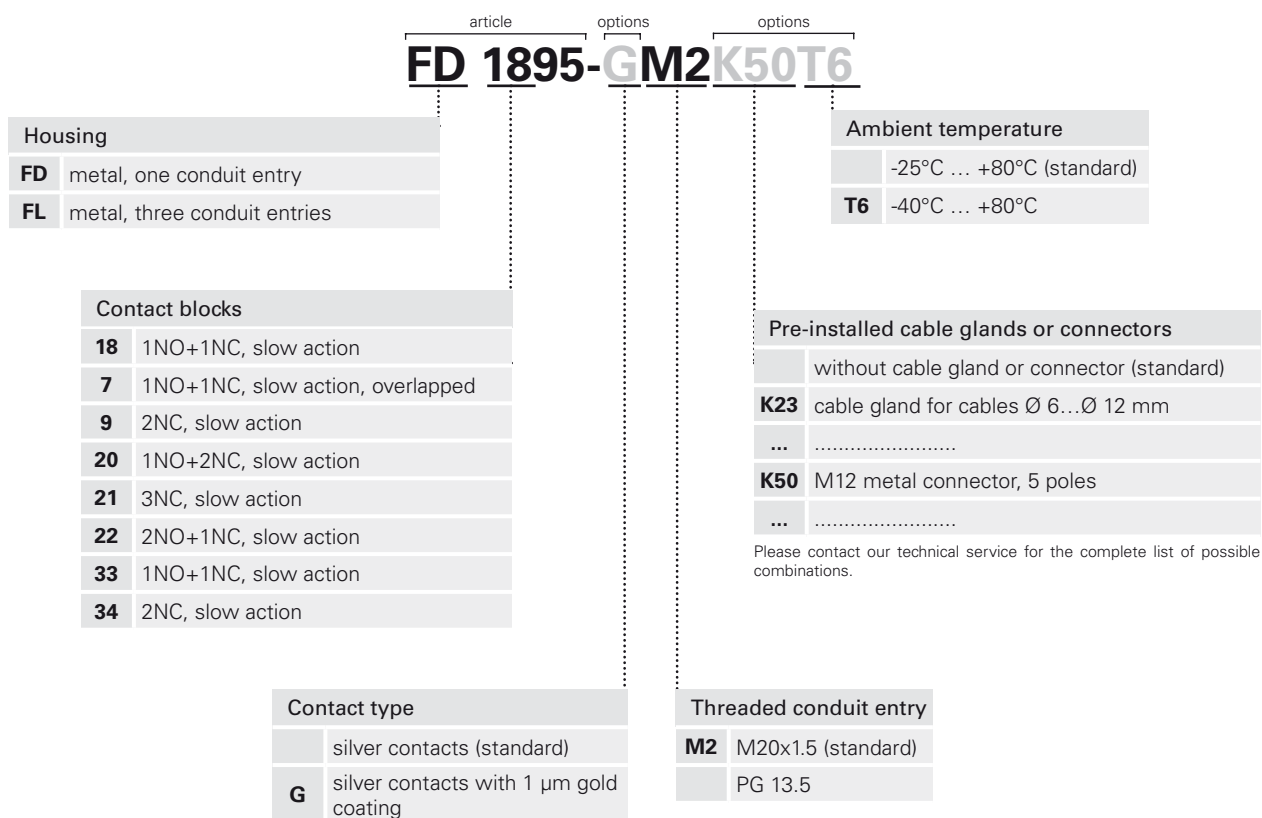 article options options
FD 1895-GM2K50T6
Housing
FD metal, one conduit entry
FL metal, three conduit entries
Ambient temperature
-25°C … +80°C (standard)
T6 -40°C … +80°C
Contact blocks
18 1NO+1NC, slow action
7 1NO+1NC, slow action, overlapped
9 2NC, slow action
20 1NO+2NC, slow action
21 3NC, slow action
22 2NO+1NC, slow action
33 1NO+1NC, slow action
34 2NC, slow action
Pre-installed cable glands or connectors
without cable gland or connector (standard)
K23 cable gland for cables Ø 6…Ø 12 mm
... ........................
K50 M12 metal connector, 5 poles
... ........................
Please contact our technical service for the complete list of possible
combinations.
Contact type
silver contacts (standard)
G silver contacts with 1 µm gold
coating
Threaded conduit entry
M2 M20x1.5 (standard)
PG 13.5